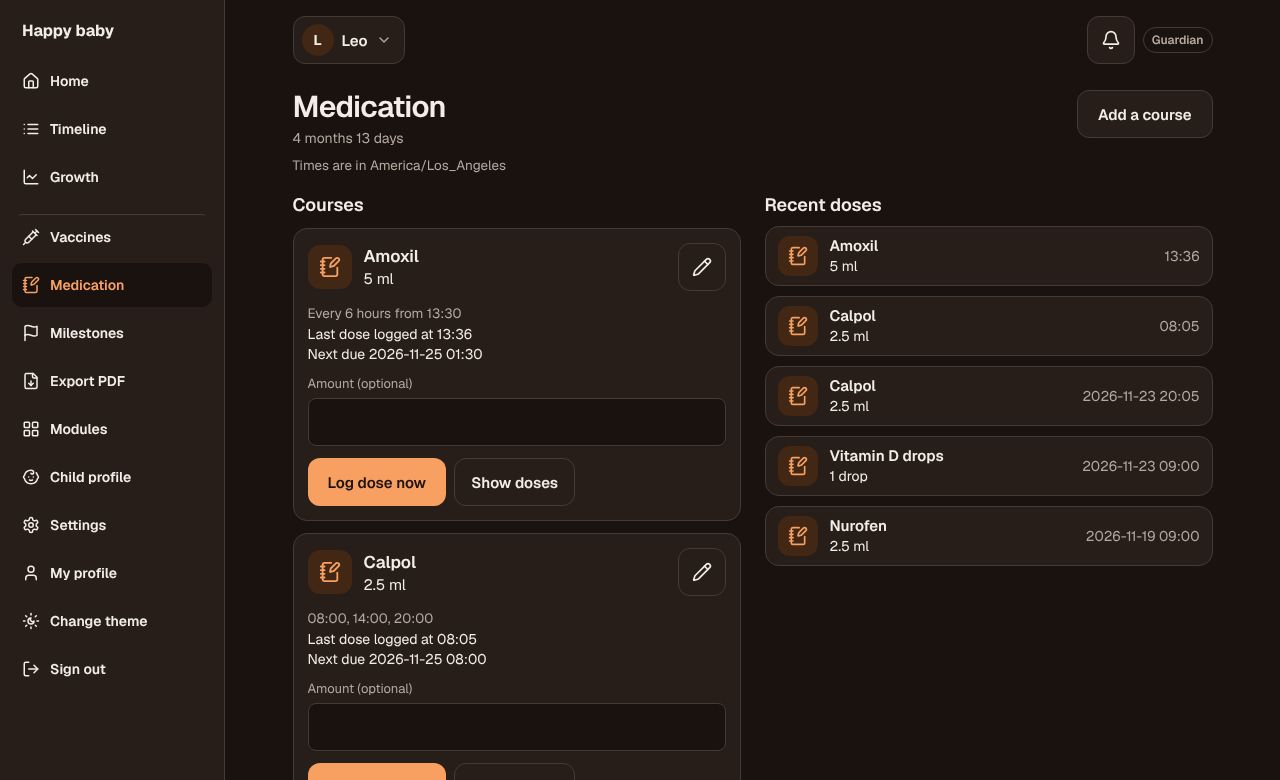 Happy baby
Home
Timeline
Growth
Vaccines
Medication
Milestones
Export PDF
Modules
Child profile
Settings
My profile
Change theme
Sign out
L Leo
Guardian
Medication
4 months 13 days
Times are in America/Los_Angeles
Add a course
Courses
Amoxil
5 ml
Every 6 hours from 13:30
Last dose logged at 13:36
Next due 2026-11-25 01:30
Amount (optional)
Log dose now
Show doses
Calpol
2.5 ml
08:00, 14:00, 20:00
Last dose logged at 08:05
Next due 2026-11-25 08:00
Amount (optional)
Recent doses
Amoxil
5 ml
13:36
Calpol
2.5 ml
08:05
Calpol
2.5 ml
2026-11-23 20:05
Vitamin D drops
1 drop
2026-11-23 09:00
Nurofen
2.5 ml
2026-11-19 09:00